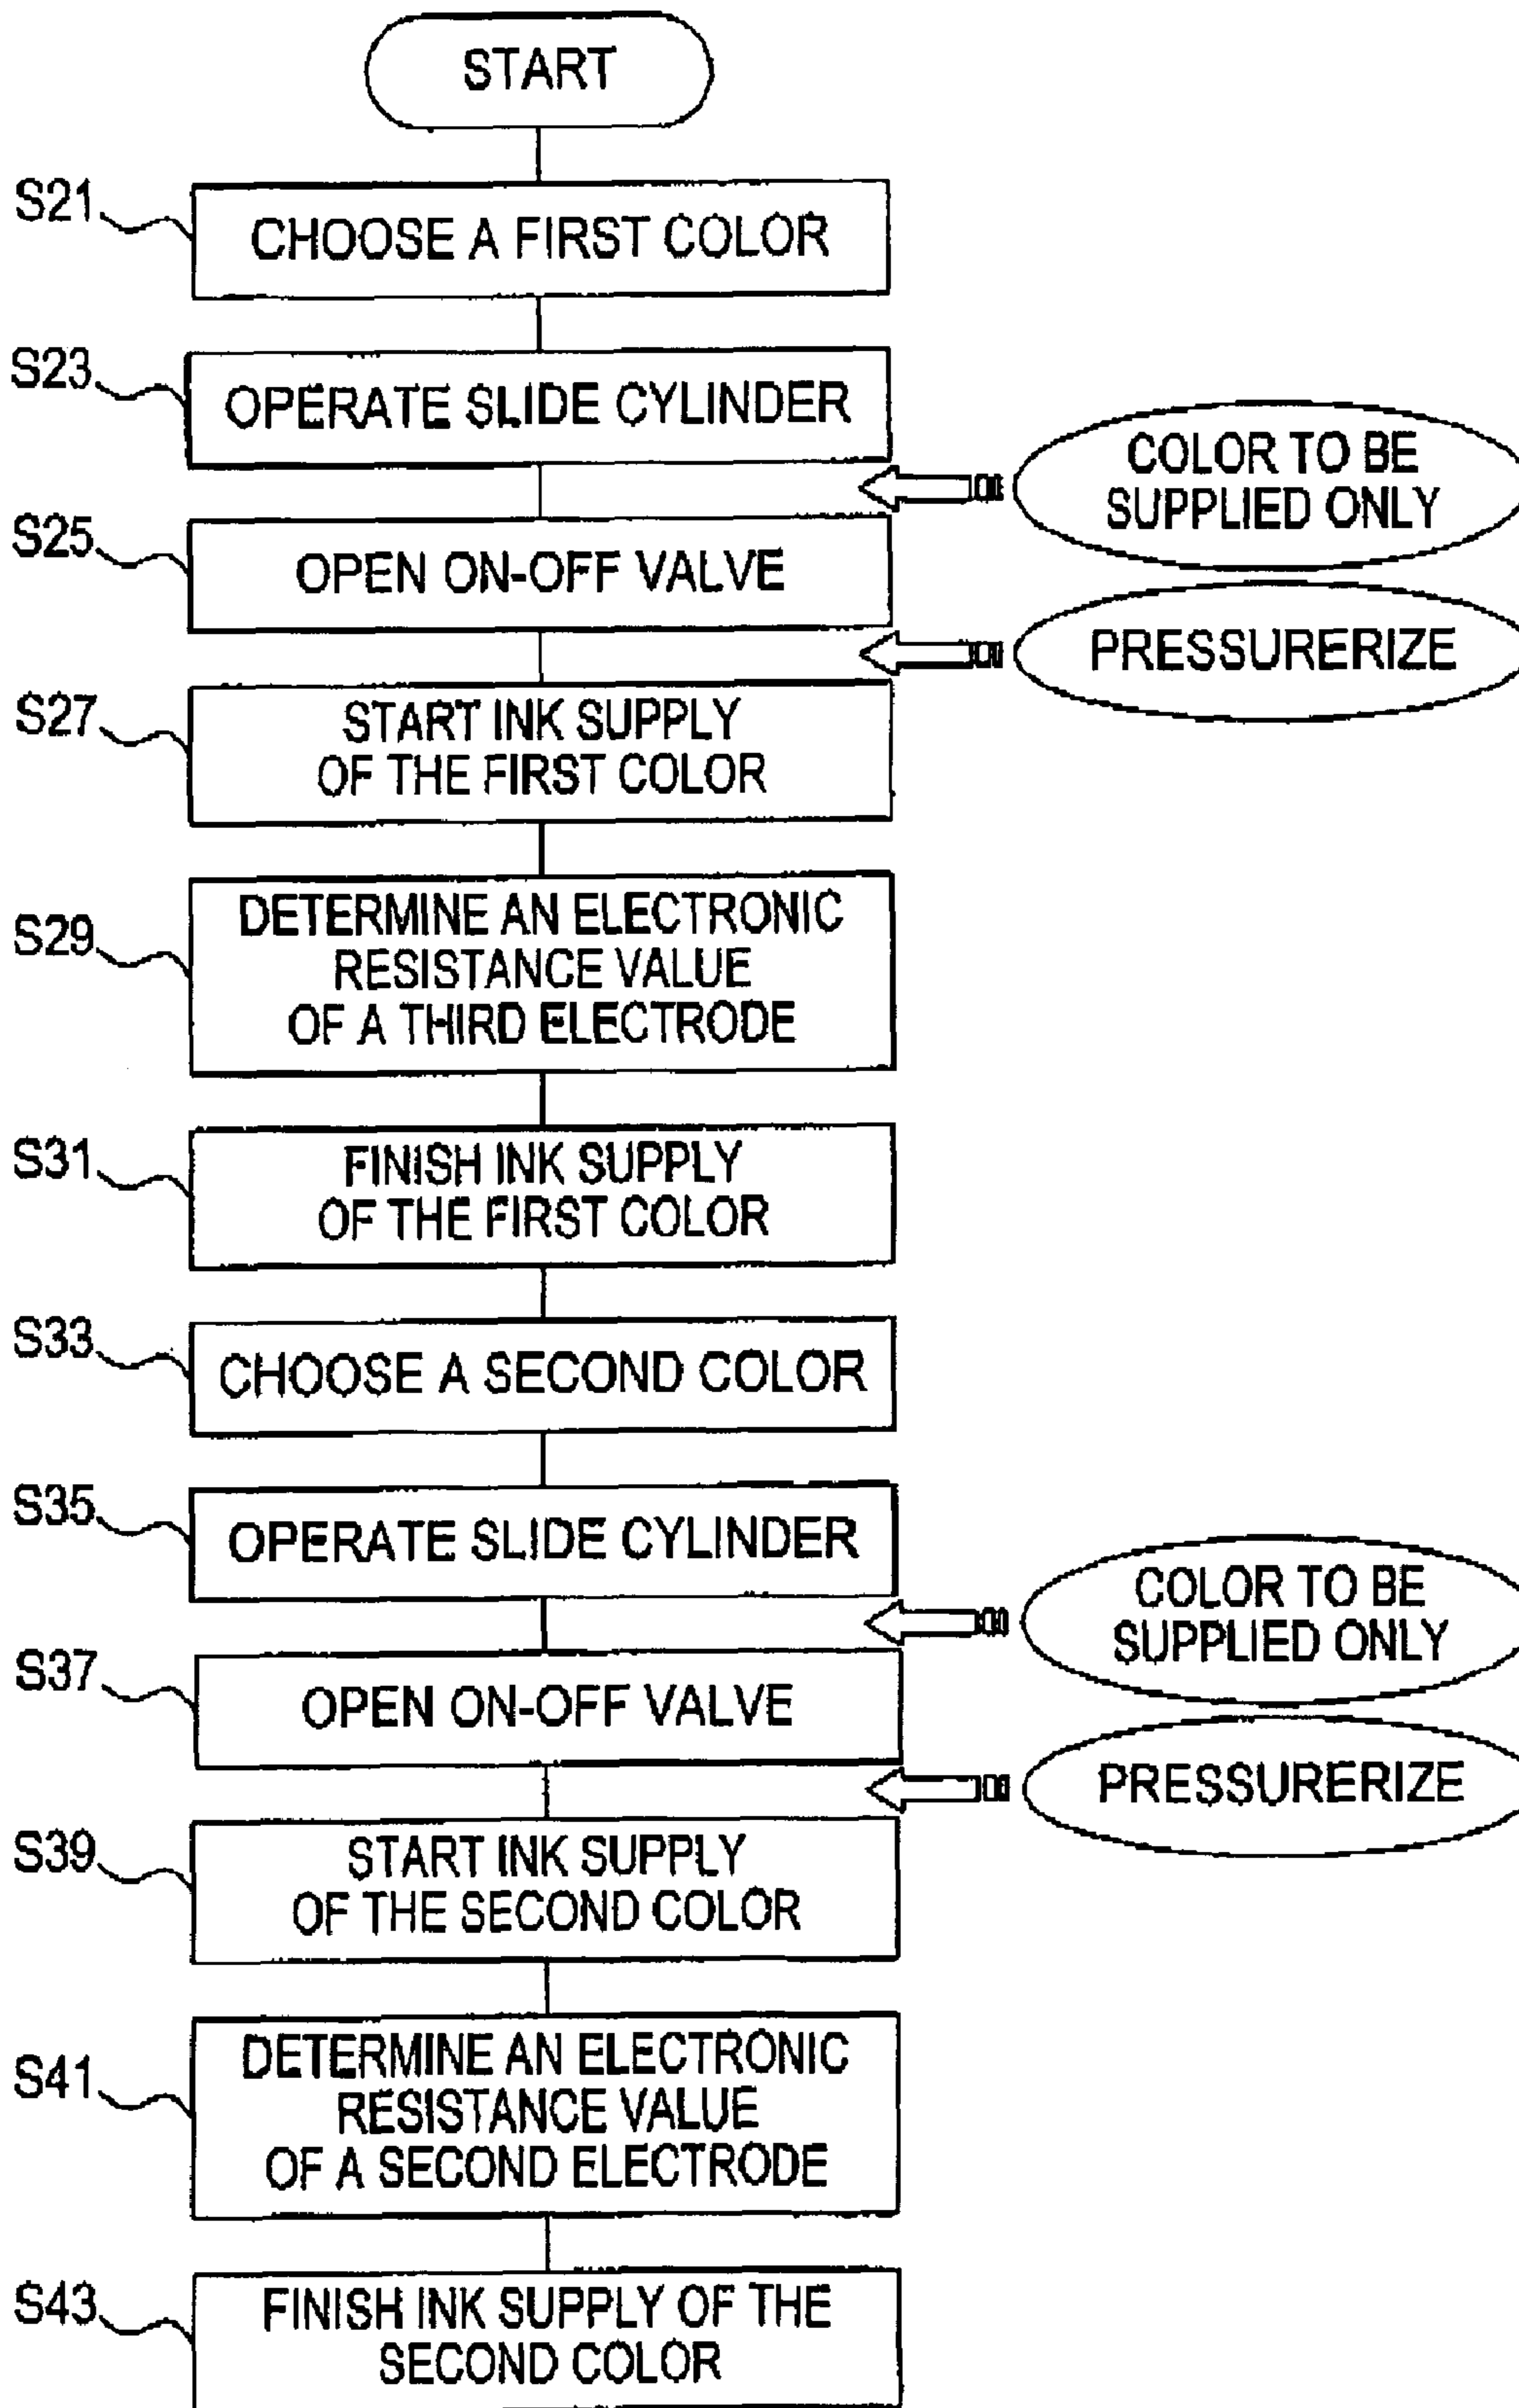 START
S21
CHOOSE A FIRST COLOR
S23
OPERATE SLIDE CYLINDER
COLOR TO BE
SUPPLIED ONLY
S25
OPEN ON-OFF VALVE
PRESSURERIZE
S27
START INK SUPPLY
OF THE FIRST COLOR
S29
DETERMINE AN ELECTRONIC
RESISTANCE VALUE
OF A THIRD ELECTRODE
S31
FINISH INK SUPPLY
OF THE FIRST COLOR
S33
CHOOSE A SECOND COLOR
S35
OPERATE SLIDE CYLINDER
COLOR TO BE
SUPPLIED ONLY
S37
OPEN ON-OFF VALVE
PRESSURERIZE
S39
START INK SUPPLY
OF THE SECOND COLOR
S41
DETERMINE AN ELECTRONIC
RESISTANCE VALUE
OF A SECOND ELECTRODE
S43
FINISH INK SUPPLY OF THE
SECOND COLOR